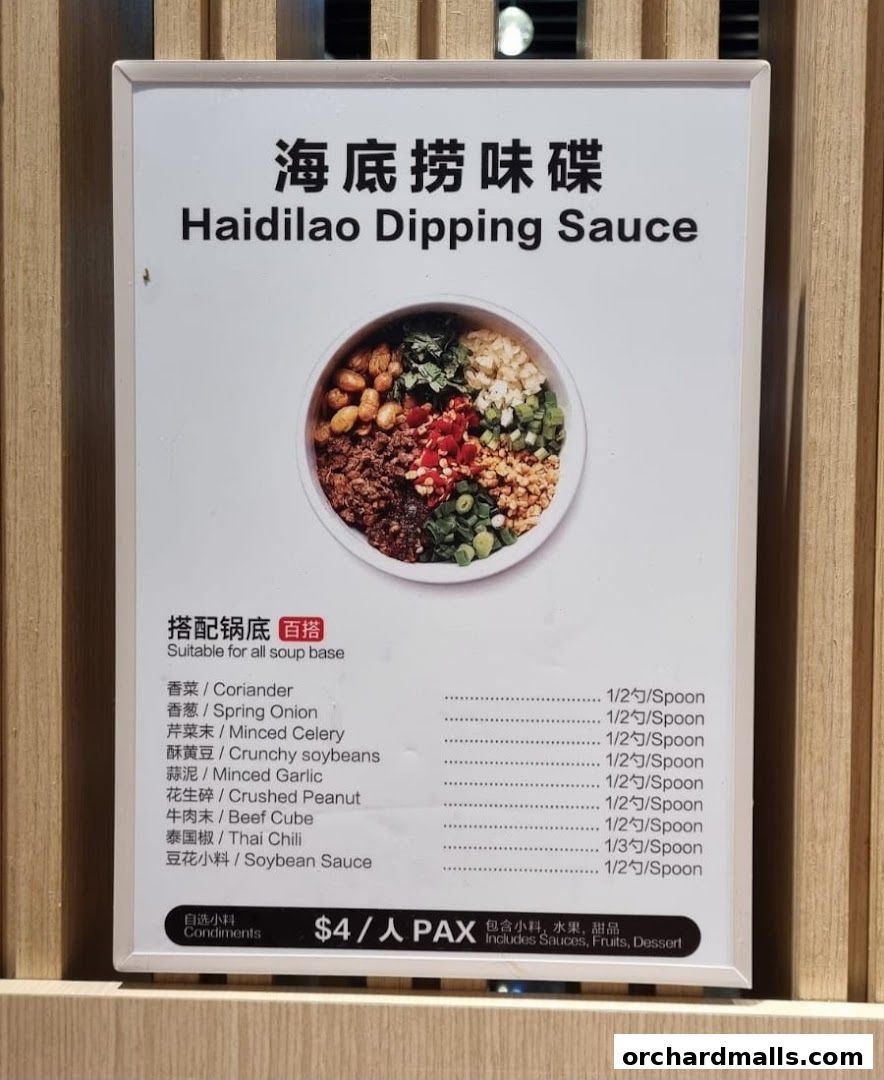 海底捞味碟
Haidilao Dipping Sauce
搭配锅底 百搭
Suitable for all soup base
香菜 / Coriander ............................ 1/2勺/Spoon
香葱 / Spring Onion ............................ 1/2勺/Spoon
芹菜末 / Minced Celery ............................ 1/2勺/Spoon
酥黄豆 / Crunchy soybeans ............................ 1/2勺/Spoon
蒜泥 / Minced Garlic ............................ 1/2勺/Spoon
花生碎 / Crushed Peanut ............................ 1/2勺/Spoon
牛肉末 / Beef Cube ............................ 1/2勺/Spoon
泰国椒 / Thai Chili ............................ 1/3勺/Spoon
豆花小料 / Soybean Sauce ............................ 1/2勺/Spoon
自选小料
Condiments
$4 / 人 PAX
包含小料, 水果, 甜品
Includes Sauces, Fruits, Dessert
orchardmalls.com